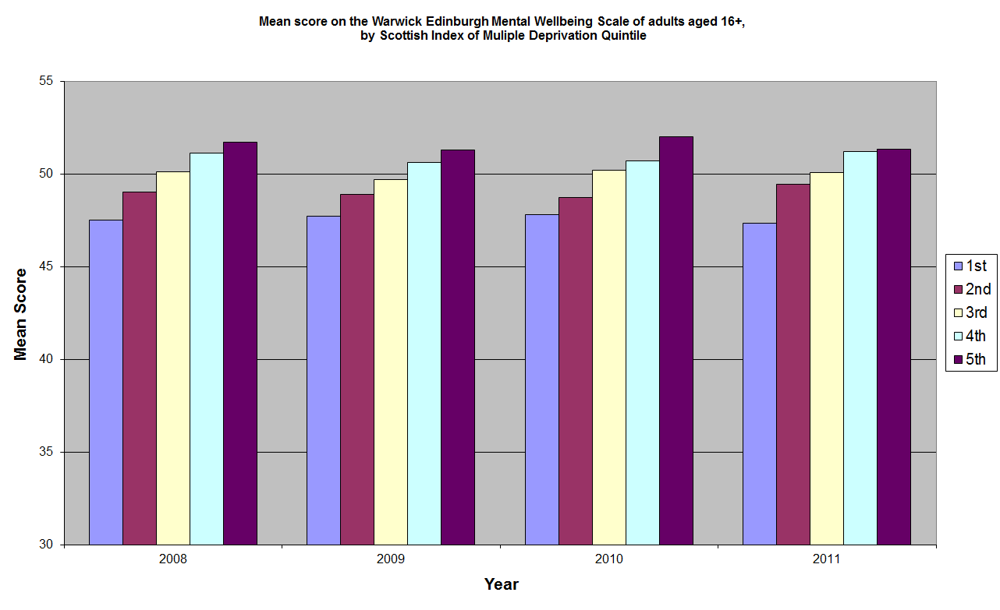 Mean score on the Warwick Edinburgh Mental Wellbeing Scale of adults aged 16+,
by Scottish Index of Muliple Deprivation Quintile
55
50
45
40
35
30
Mean Score
2008
2009
2010
2011
Year
1st
2nd
3rd
4th
5th